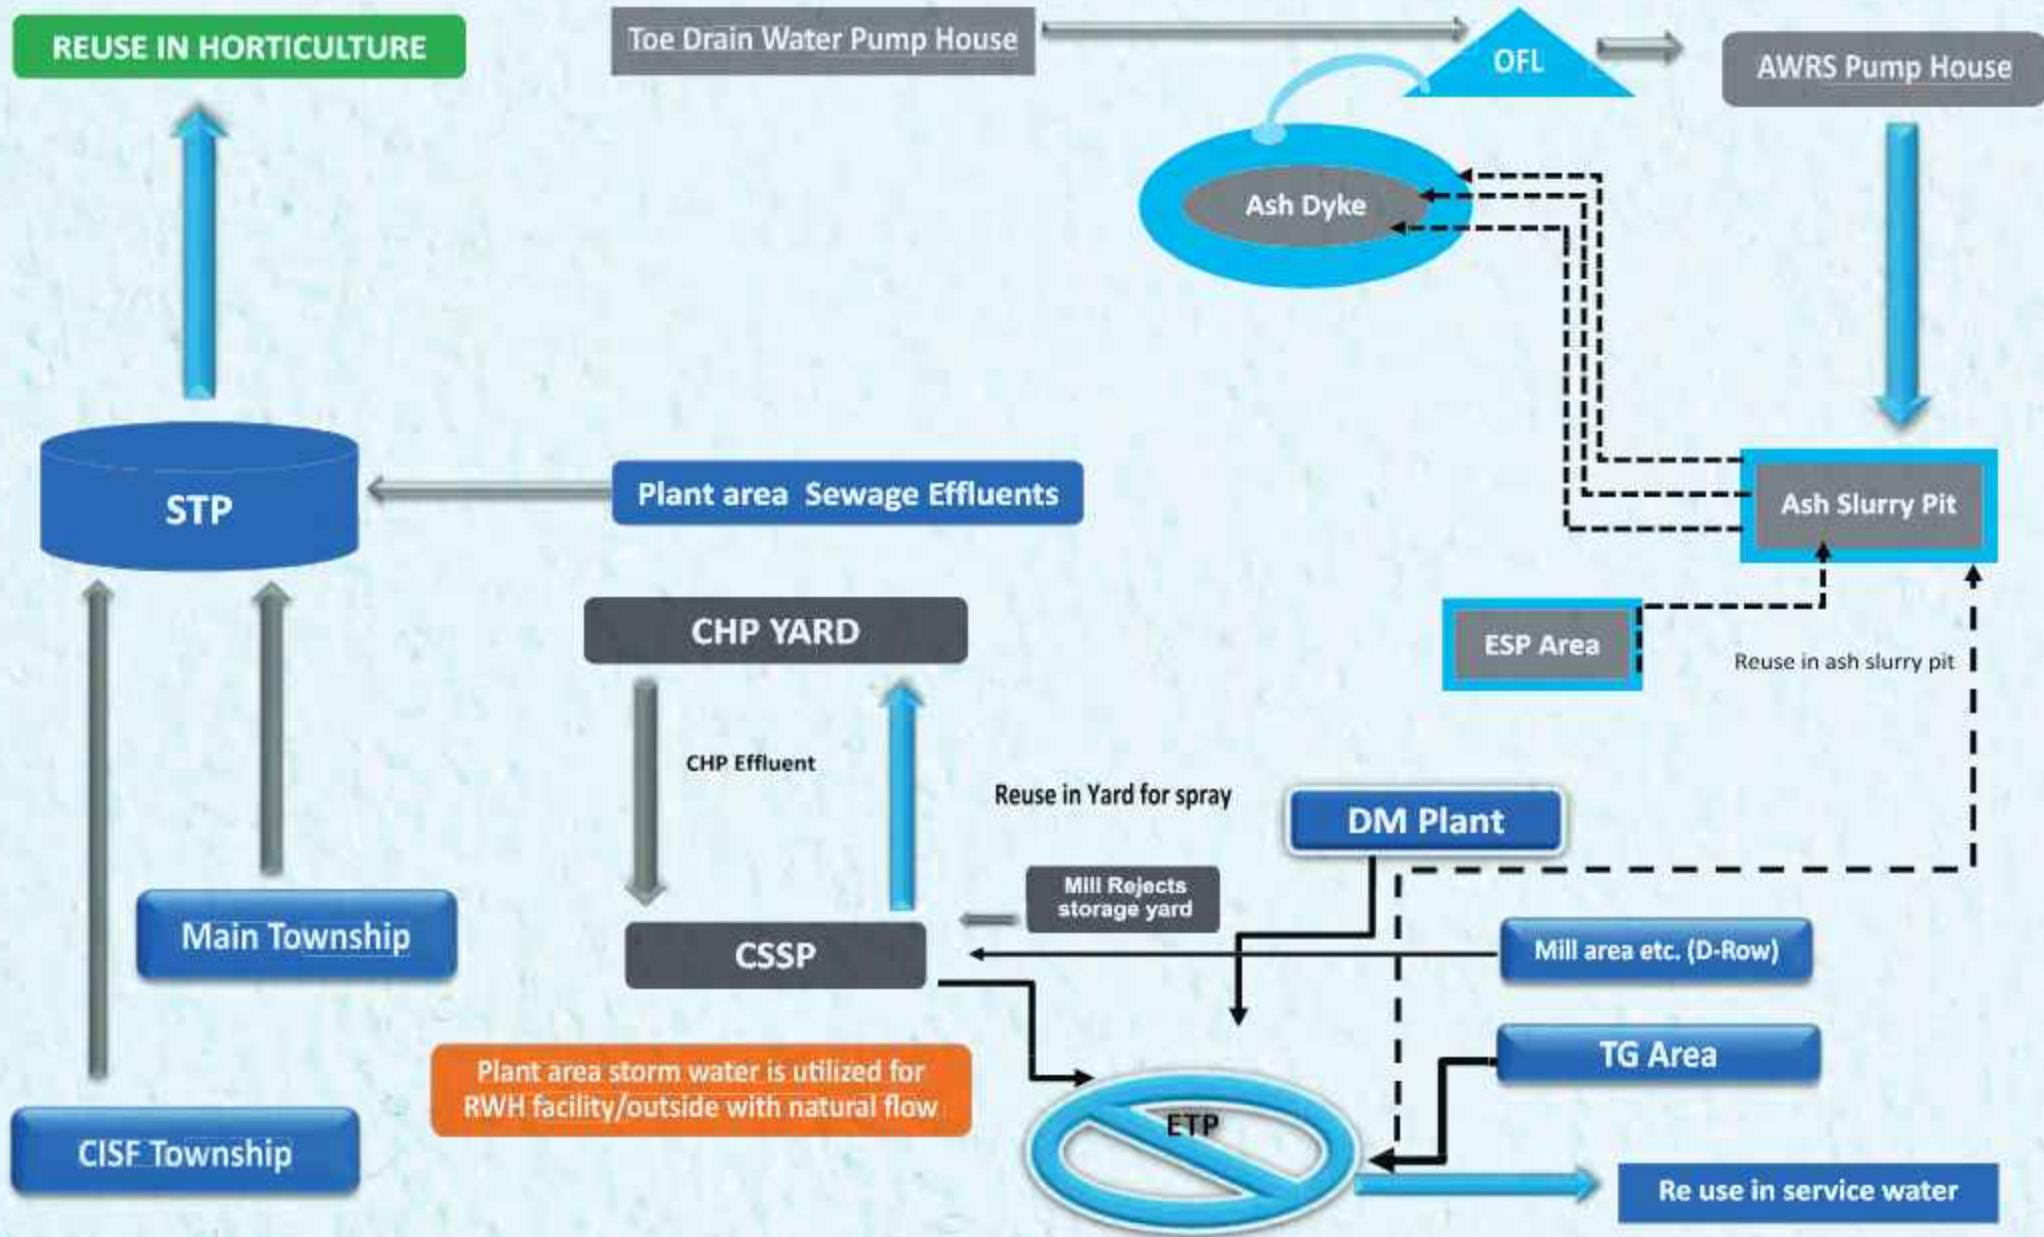 REUSE IN HORTICULTURE
Toe Drain Water Pump House
OFL
AWRS Pump House
Ash Dyke
STP
Plant area Sewage Effluents
Ash Slurry Pit
CHP YARD
ESP Area
Reuse in ash slurry pit
CHP Effluent
Reuse in Yard for spray
DM Plant
Mill Rejects
storage yard
Main Township
CSSP
Mill area etc. (D-Row)
TG Area
Plant area storm water is utilized for
RWH facility/outside with natural flow
ETP
CISF Township
Re use in service water